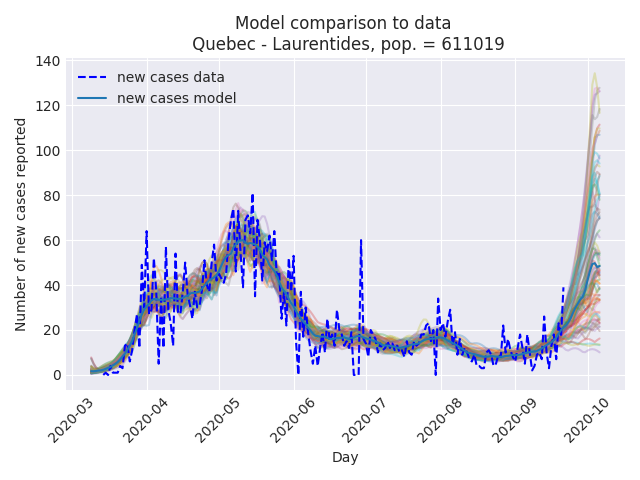 Model comparison to data
Quebec - Laurentides, pop. = 611019
new cases data
new cases model
Number of new cases reported
140
120
100
80
60
40
20
0
2020-03
2020-04
2020-05
2020-06
2020-07
2020-08
2020-09
2020-10
Day